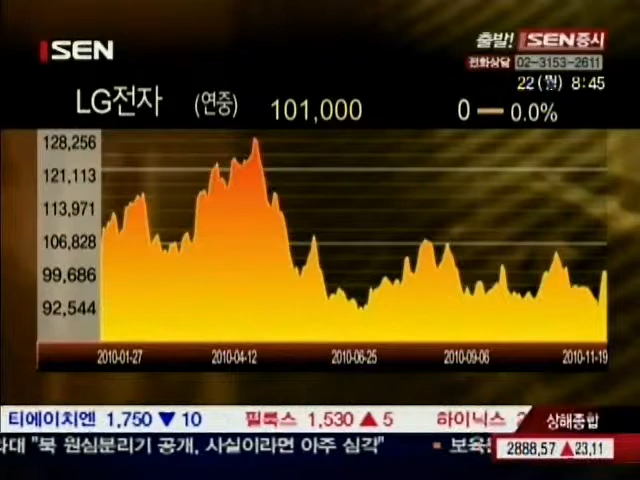 SEN
출발! SEN증시
전화상담 02-3153-2611
22(월) 8:45
LG전자 (연중) 101,000 0 0.0%
128,256
121,113
113,971
106,828
99,686
92,544
2010-01-27 2010-04-12 2010-06-25 2010-09-06 2010-11-19
티에이치엔 1,750 ▼ 10 필룩스 1,530 ▲ 5 하이닉스 상해종합
대 "북 원심분리기 공개, 사실이라면 아주 심각" 보육 2888,57 ▲23,11